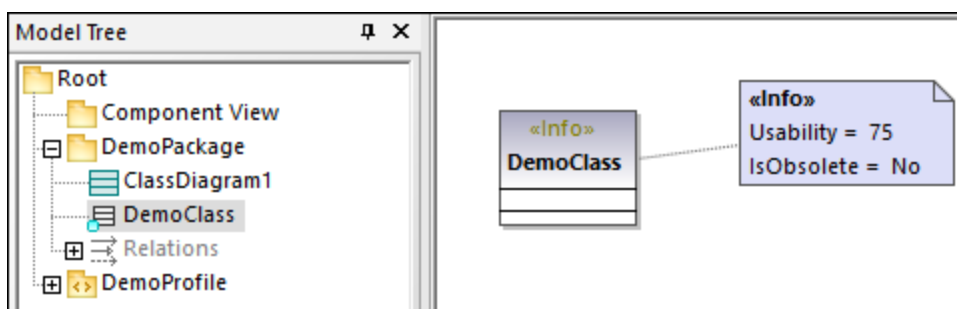 Model Tree
Root
Component View
DemoPackage
ClassDiagram1
DemoClass
Relations
DemoProfile
«Info»
DemoClass
«Info»
Usability = 75
IsObsolete = No